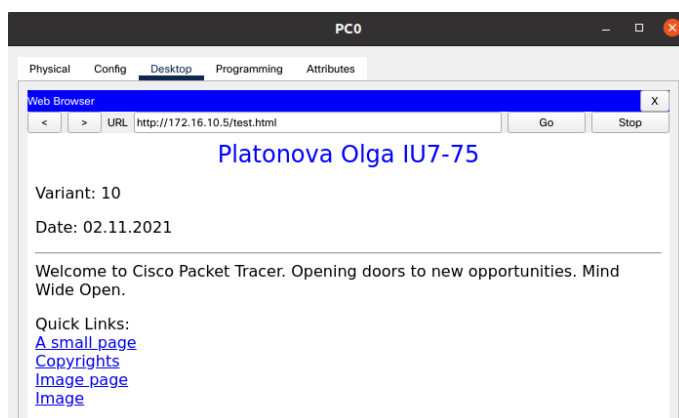 PC0
Physical Config Desktop Programming Attributes
Web Browser
X
< > URL http://172.16.10.5/test.html Go Stop
Platonova Olga IU7-75
Variant: 10
Date: 02.11.2021
Welcome to Cisco Packet Tracer. Opening doors to new opportunities. Mind
Wide Open.
Quick Links:
A small page
Copyrights
Image page
Image